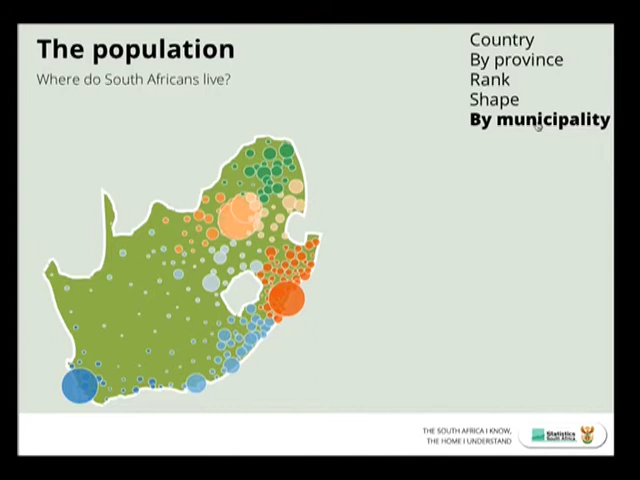 The population
Where do South Africans live?
Country
By province
Rank
Shape
By municipality
THE SOUTH AFRICA I KNOW,
THE HOME I UNDERSTAND
Statistics
South Africa